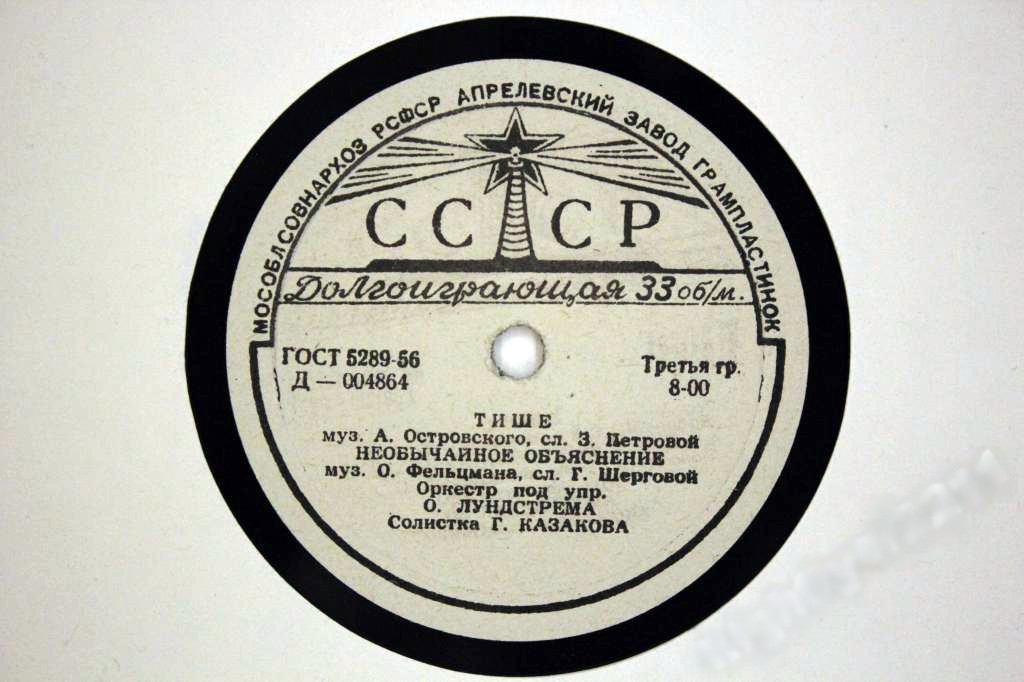 МОСОБЛСОВНАРХОЗ РСФСР АПРЕЛЕВСКИЙ ЗАВОД ГРАМПЛАСТИНОК
СССР
Долгоиграющая 33 об/м.
ГОСТ 5289-56
Д — 004864
Третья гр.
8-00
ТИШЕ
муз. А. Островского, сл. З. Петровой
НЕОБЫЧАЙНОЕ ОБЪЯСНЕНИЕ
муз. О. Фельцмана, сл. Г. Шерговой
Оркестр под упр.
О. ЛУНДСТРЕМА
Солистка Г. КАЗАКОВА